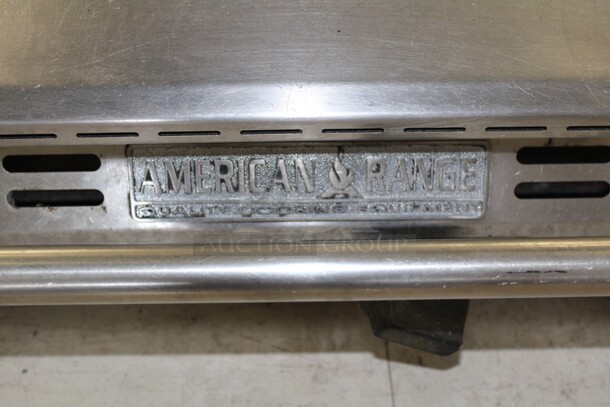 AMERICAN RANGE
QUALITY COOKING EQUIPMENT
AUCTION GROUP